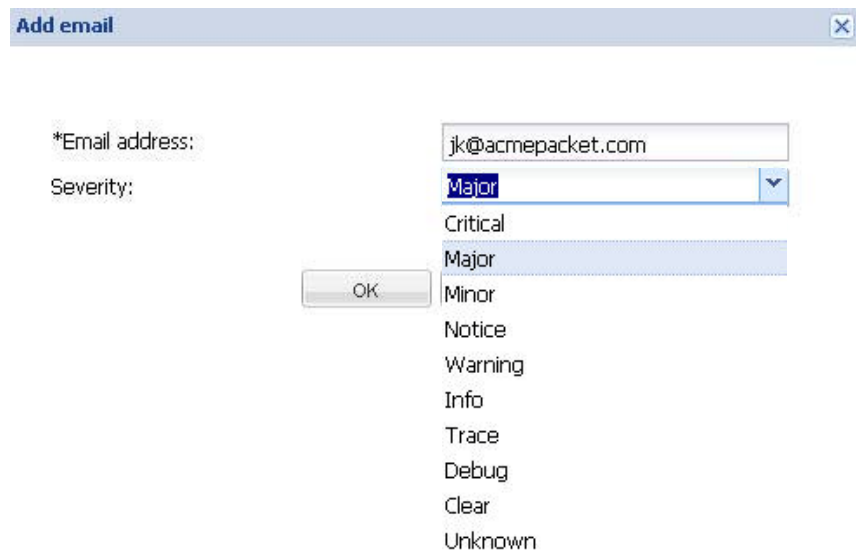 Add email
*Email address:
jk@acmepacket.com
Severity:
Major
Critical
Major
OK
Minor
Notice
Warning
Info
Trace
Debug
Clear
Unknown